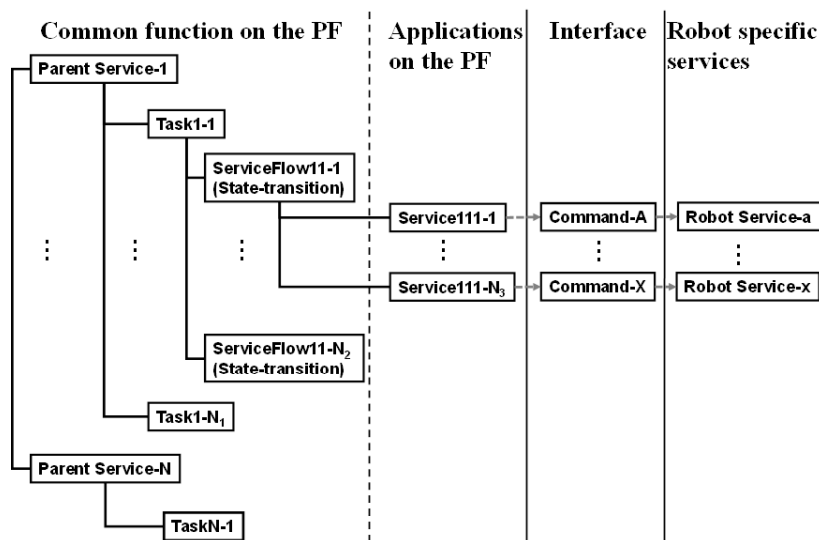 Common function on the PF
Applications
on the PF
Interface
Robot specific
services
Parent Service-1
Task1-1
ServiceFlow11-1
(State-transition)
Service111-1
Command-A
Robot Service-a
Service111-N₃
Command-X
Robot Service-x
ServiceFlow11-N₂
(State-transition)
Task1-N₁
Parent Service-N
TaskN-1